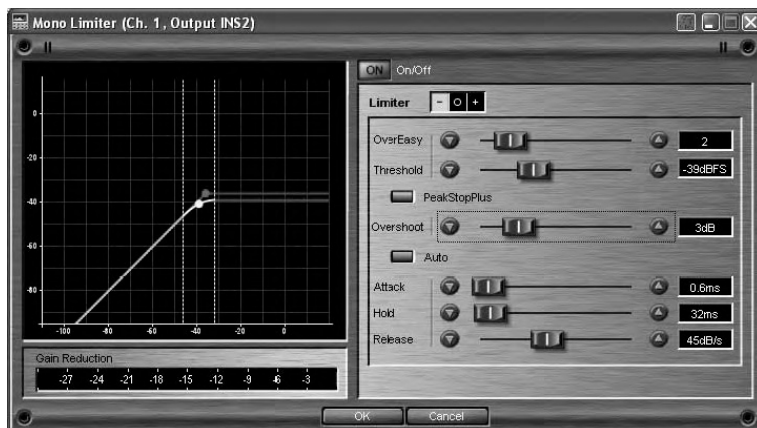 Mono Limiter (Ch. 1, Output INS2)
ON On/Off
Limiter - O +
OverEasy 2
Threshold -39dBFS
PeakStopPlus
Overshoot 3dB
Auto
Attack 0.6ms
Hold 32ms
Release 45dB/s
0
-20
-40
-60
-80
-100 -80 -60 -40 -20 0
Gain Reduction
-27 -24 -21 -18 -15 -12 -9 -6 -3
OK Cancel